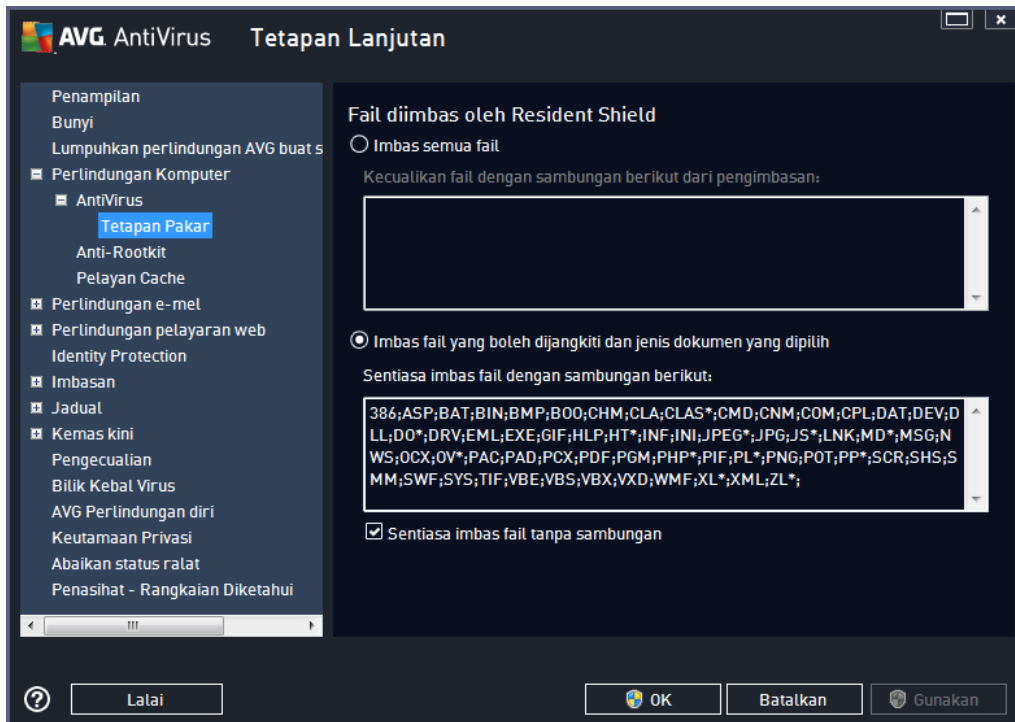 AVG AntiVirus Tetapan Lanjutan
Penampilan
Bunyi
Lumpuhkan perlindungan AVG buat s
Perlindungan Komputer
AntiVirus
Tetapan Pakar
Anti-Rootkit
Pelayan Cache
Perlindungan e-mel
Perlindungan pelayaran web
Identity Protection
Imbasan
Jadual
Kemas kini
Pengecualian
Bilik Kebal Virus
AVG Perlindungan diri
Keutamaan Privasi
Abaikan status ralat
Penasihat - Rangkaian Diketahui
Fail diimbas oleh Resident Shield
Imbas semua fail
Kecualikan fail dengan sambungan berikut dari pengimbasan:
Imbas fail yang boleh dijangkiti dan jenis dokumen yang dipilih
Sentiasa imbas fail dengan sambungan berikut:
386;ASP;BAT;BIN;BMP;BOO;CHM;CLA;CLAS*;CMD;CNM;COM;CPL;DAT;DEV;D
LL;DO*;DRV;EML;EXE;GIF;HLP;HT*;INF;INI;JPEG*;JPG;JS*;LNK;MD*;MSG;N
WS;OCX;OV*;PAC;PAD;PCX;PDF;PGM;PHP*;PIF;PL*;PNG;POT;PP*;SCR;SHS;S
MM;SWF;SYS;TIF;VBE;VBS;VBX;VXD;WMF;XL*;XML;ZL*;
Sentiasa imbas fail tanpa sambungan
Lalai
OK
Batalkan
Gunakan